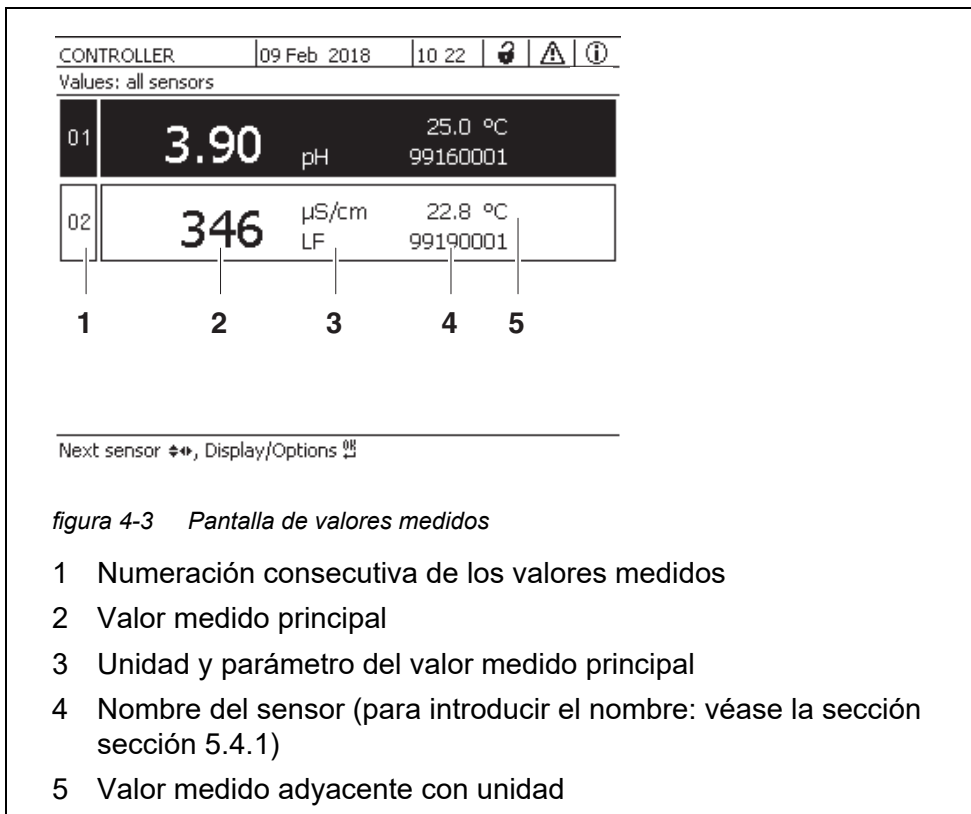 CONTROLLER 09 Feb 2018 10 22
Values: all sensors
01 3.90 pH 25.0 °C 99160001
02 346 µS/cm LF 22.8 °C 99190001
1 2 3 4 5
Next sensor, Display/Options OK
figura 4-3 Pantalla de valores medidos
1 Numeración consecutiva de los valores medidos
2 Valor medido principal
3 Unidad y parámetro del valor medido principal
4 Nombre del sensor (para introducir el nombre: véase la sección
sección 5.4.1)
5 Valor medido adyacente con unidad